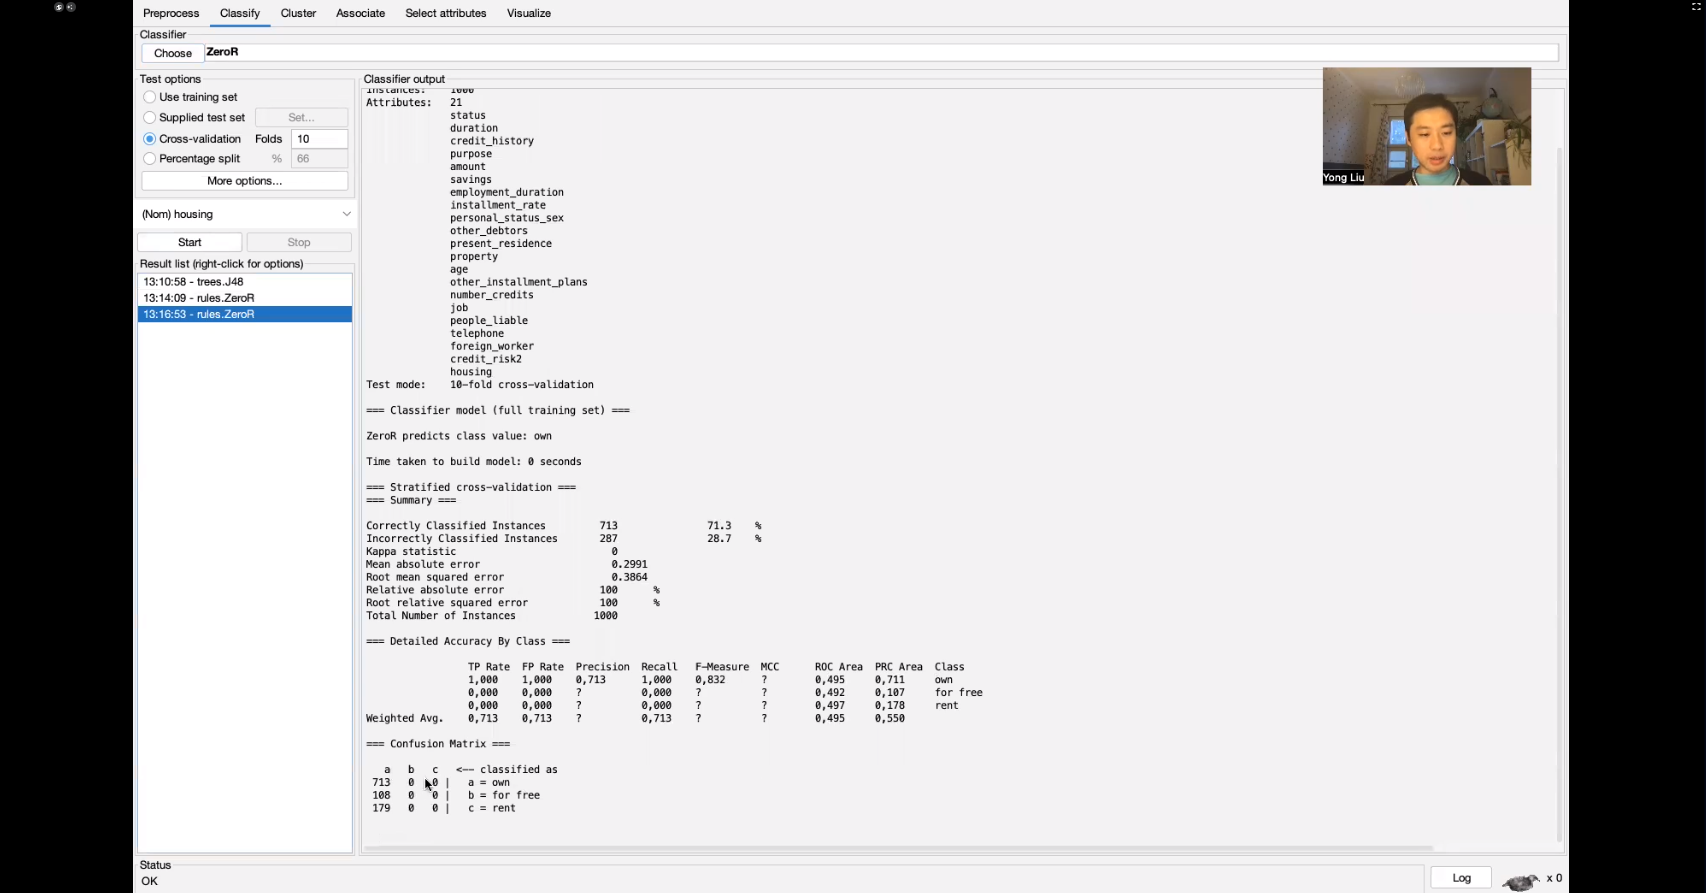 Preprocess Classify Cluster Associate Select attributes Visualize
Classifier
Choose ZeroR
Test options
Use training set
Supplied test set Set...
Cross-validation Folds 10
Percentage split % 66
More options...
(Nom) housing
Start Stop
Result list (right-click for options)
13:10:58 - trees.J48
13:14:09 - rules.ZeroR
13:16:53 - rules.ZeroR
Classifier output
Instances: 1000
Attributes: 21
status
duration
credit_history
purpose
amount
savings
employment_duration
installment_rate
personal_status_sex
other_debtors
present_residence
property
age
other_installment_plans
number_credits
job
people_liable
telephone
foreign_worker
credit_risk2
housing
Test mode: 10-fold cross-validation
=== Classifier model (full training set) ===
ZeroR predicts class value: own
Time taken to build model: 0 seconds
=== Stratified cross-validation ===
=== Summary ===
Correctly Classified Instances 713 71.3 %
Incorrectly Classified Instances 287 28.7 %
Kappa statistic 0
Mean absolute error 0.2991
Root mean squared error 0.3864
Relative absolute error 100 %
Root relative squared error 100 %
Total Number of Instances 1000
=== Detailed Accuracy By Class ===
TP Rate FP Rate Precision Recall F-Measure MCC ROC Area PRC Area Class
1,000 1,000 0,713 1,000 0,832 ? 0,495 0,711 own
0,000 0,000 ? 0,000 ? ? 0,492 0,107 for free
0,000 0,000 ? 0,000 ? ? 0,497 0,178 rent
Weighted Avg. 0,713 0,713 ? 0,713 ? ? 0,495 0,550
=== Confusion Matrix ===
a b c <-- classified as
713 0 0 | a = own
108 0 0 | b = for free
179 0 0 | c = rent
Yong Liu
Status
OK
Log
x 0